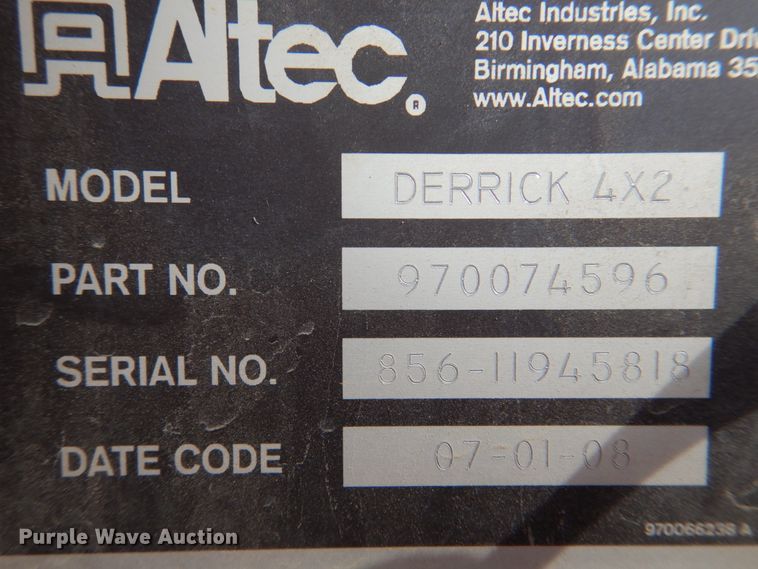 Altec®
Altec Industries, Inc.
210 Inverness Center
Birmingham, Alabama
www.Altec.com
MODEL DERRICK 4X2
PART NO. 970074596
SERIAL NO. 856-11945818
DATE CODE 07-01-08
970066238 A
Purple Wave Auction